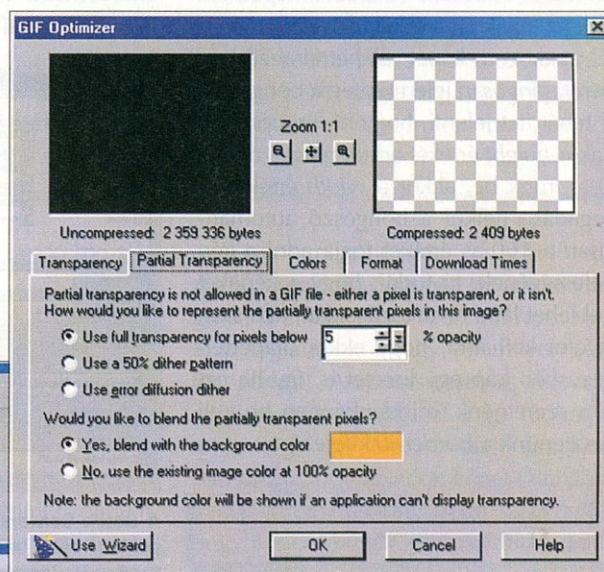 GIF Optimizer
Zoom 1:1
Uncompressed: 2 359 336 bytes
Compressed: 2 409 bytes
Transparency
Partial Transparency
Colors
Format
Download Times
Partial transparency is not allowed in a GIF file - either a pixel is transparent, or it isn't.
How would you like to represent the partially transparent pixels in this image?
Use full transparency for pixels below 5 % opacity
Use a 50% dither pattern
Use error diffusion dither
Would you like to blend the partially transparent pixels?
Yes, blend with the background color
No, use the existing image color at 100% opacity
Note: the background color will be shown if an application can't display transparency.
Use Wizard
OK
Cancel
Help